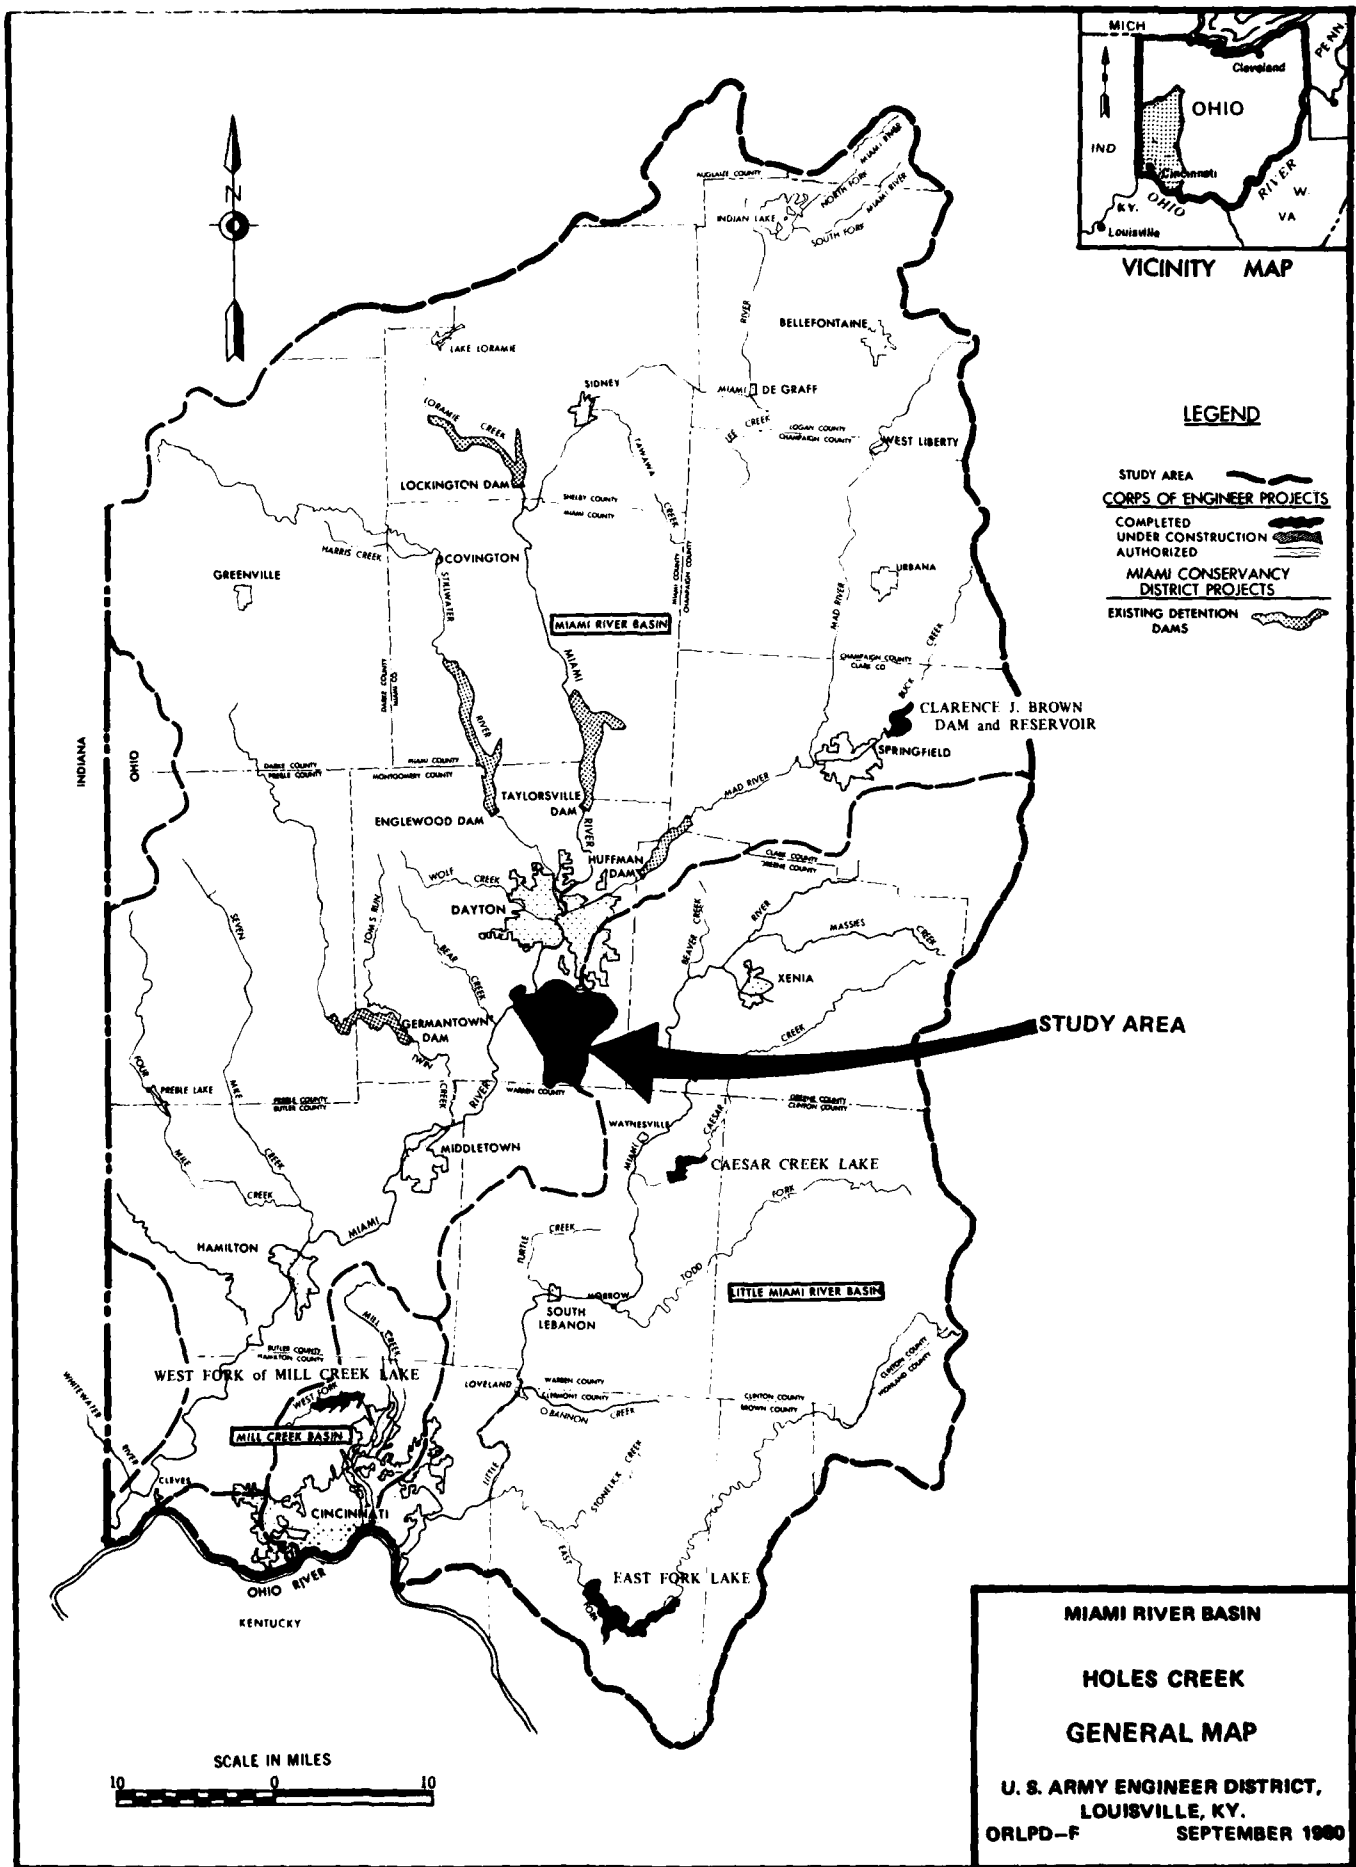 MICH
Cleveland
PENN.
OHIO
IND
Cincinnati
KY.
OHIO
RIVER
W.
VA
Louisville
VICINITY MAP
N
AUGLAIZE COUNTY
NORTH FORK
MIAMI RIVER
INDIAN LAKE
SOUTH FORK
MIAMI RIVER
RIVER
BELLEFONTAINE
LAKE LORAMIE
SIDNEY
MIAMI
DE GRAFF
LORAMIE
CREEK
LEE CREEK
LOGAN COUNTY
CHAMPAIGN COUNTY
WEST LIBERTY
TAWAWA
CREEK
LOCKINGTON DAM
SHELBY COUNTY
MIAMI COUNTY
HARRIS CREEK
COVINGTON
GREENVILLE
STILLWATER
MIAMI COUNTY
CHAMPAIGN COUNTY
URBANA
MAD RIVER
MIAMI RIVER BASIN
CREEK
MIAMI
CHAMPAIGN COUNTY
CLARK CO
DARKE COUNTY
MIAMI CO
BUCK
RIVER
CLARENCE J. BROWN
DAM and RESERVOIR
INDIANA
OHIO
SPRINGFIELD
DARKE COUNTY
PREBLE COUNTY
MIAMI COUNTY
MONTGOMERY COUNTY
MAD RIVER
TAYLORSVILLE
DAM
ENGLEWOOD DAM
RIVER
HUFFMAN
DAM
CLARK COUNTY
GREENE COUNTY
WOLF
CREEK
DAYTON
TOMS RUN
SEVEN
BEAR
CREEK
BEAVER CREEK
RIVER
MASSIES
CREEK
XENIA
GERMANTOWN
DAM
CREEK
STUDY AREA
TWIN
CREEK
FOUR
PREBLE LAKE
MILE
PREBLE COUNTY
BUTLER COUNTY
RIVER
WARREN COUNTY
GREENE COUNTY
CLINTON COUNTY
WAYNESVILLE
CAESAR
MIAMI
MIDDLETOWN
CAESAR CREEK LAKE
MILE
CREEK
CREEK
FORK
MIAMI
HAMILTON
TURTLE
CREEK
TODD
LITTLE MIAMI RIVER BASIN
MORROW
SOUTH
LEBANON
MILL CREEK
BUTLER COUNTY
HAMILTON COUNTY
WEST FORK of MILL CREEK LAKE
WEST FORK
WHITEWATER
RIVER
LOVELAND
WARREN COUNTY
CLERMONT COUNTY
O BANNON
CREEK
CLINTON COUNTY
BROWN COUNTY
CLINTON COUNTY
HIGHLAND COUNTY
MILL CREEK BASIN
CLEVES
LITTLE
STONELICK CREEK
CINCINNATI
EAST
FORK
EAST FORK LAKE
OHIO RIVER
KENTUCKY
LEGEND
STUDY AREA
CORPS OF ENGINEER PROJECTS
COMPLETED
UNDER CONSTRUCTION
AUTHORIZED
MIAMI CONSERVANCY
DISTRICT PROJECTS
EXISTING DETENTION
DAMS
SCALE IN MILES
10 0 10
MIAMI RIVER BASIN
HOLES CREEK
GENERAL MAP
U. S. ARMY ENGINEER DISTRICT,
LOUISVILLE, KY.
ORLPD-F SEPTEMBER 1980